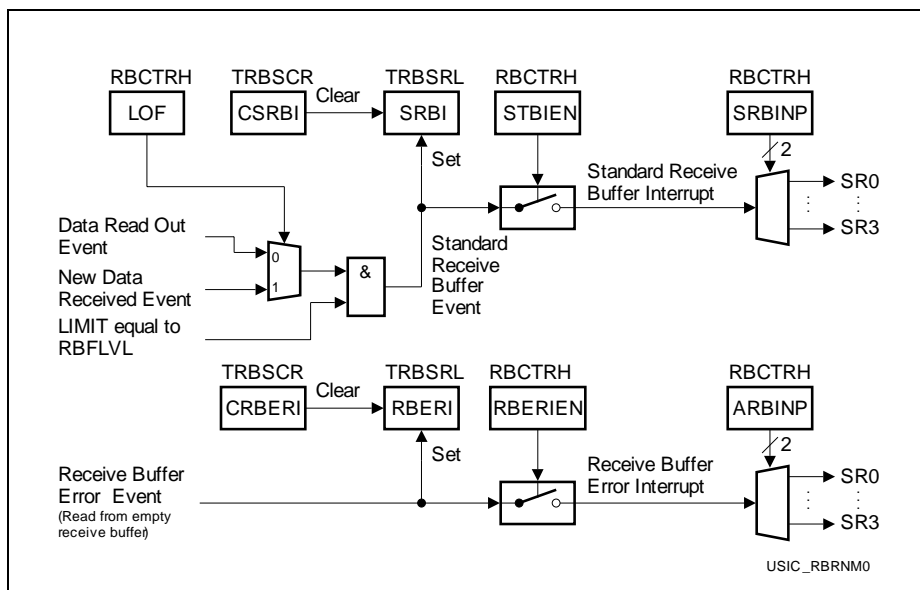 RBCTRH
LOF
TRBSCR
CSRBI
Clear
TRBSRL
SRBI
Set
RBCTRH
STBIEN
RBCTRH
SRBINP
2
Standard Receive
Buffer Interrupt
SR0
SR3
Data Read Out
Event
0
New Data
Received Event
1
LIMIT equal to
RBFLVL
&
Standard
Receive
Buffer
Event
TRBSCR
CRBERI
Clear
TRBSRL
RBERI
Set
RBCTRH
RBERIEN
RBCTRH
ARBINP
2
Receive Buffer
Error Event
(Read from empty
receive buffer)
Receive Buffer
Error Interrupt
SR0
SR3
USIC_RBRNM0